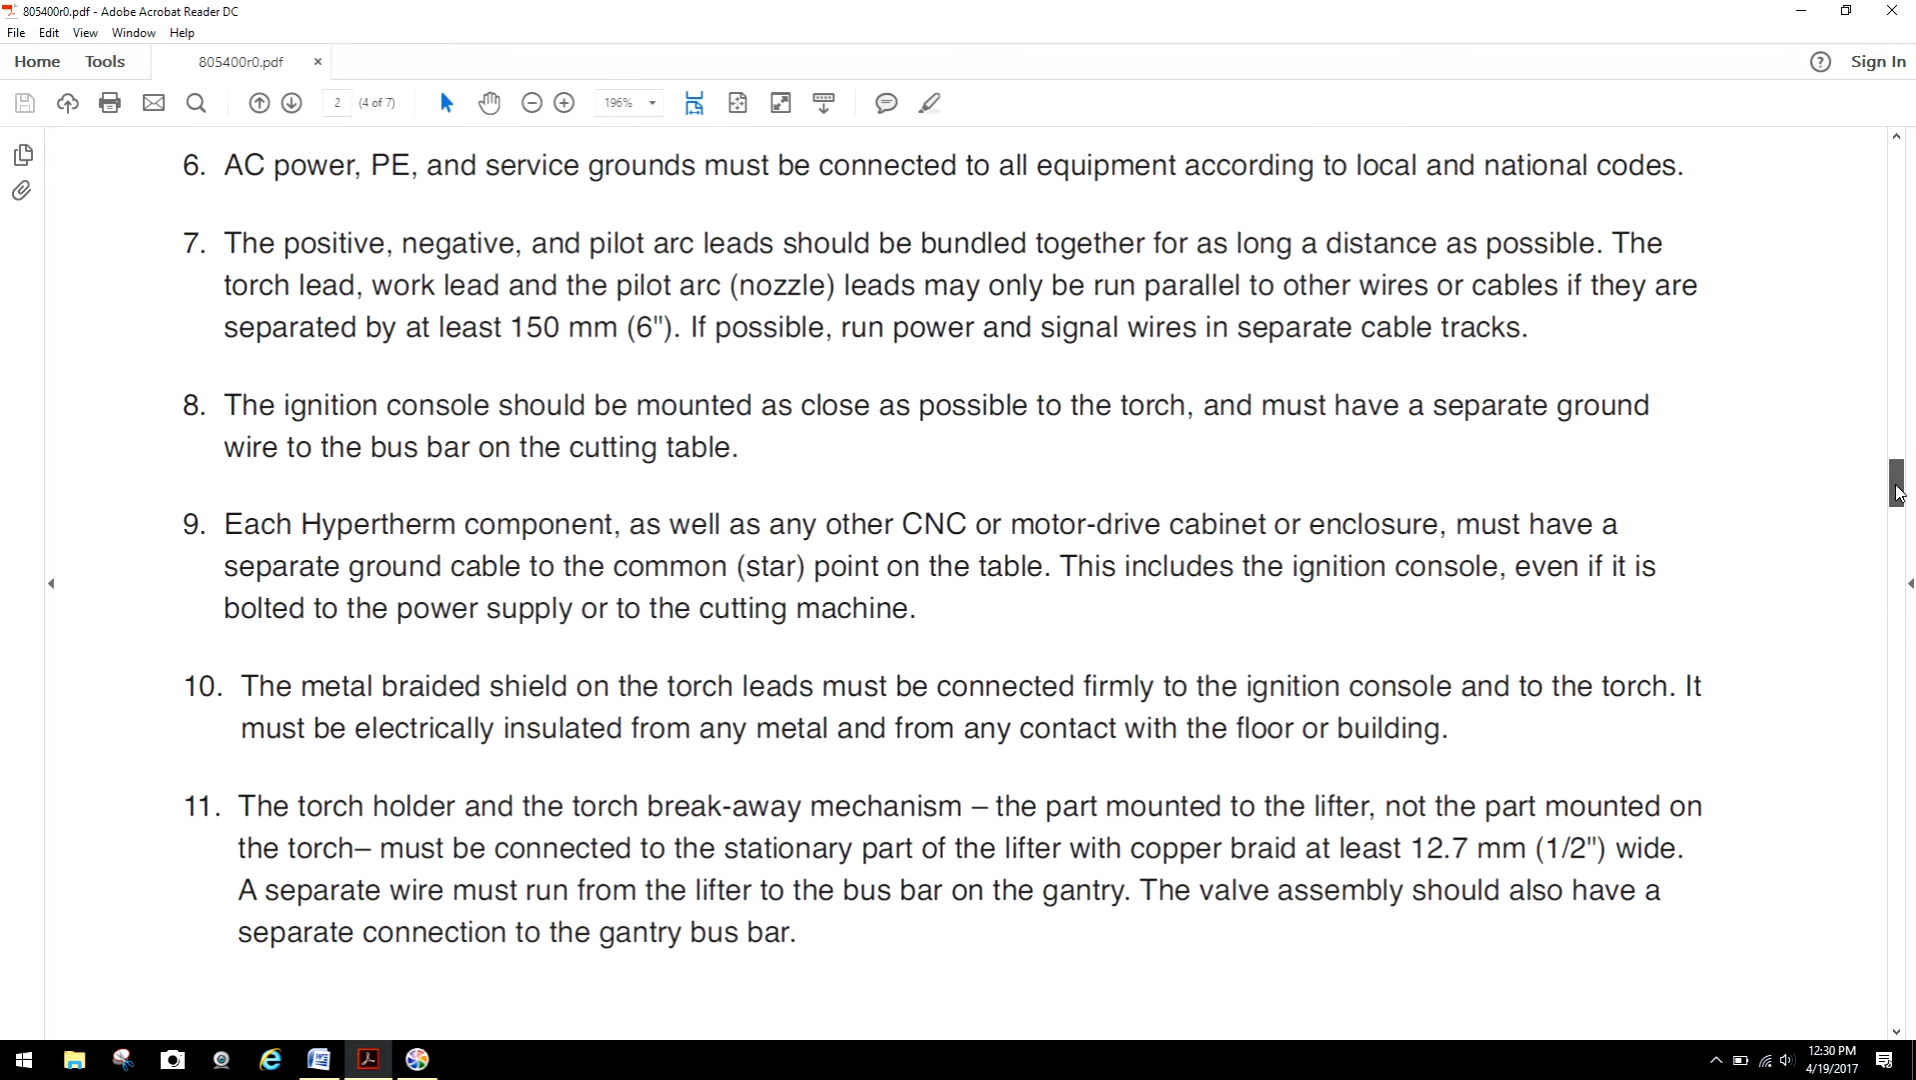 805400r0.pdf - Adobe Acrobat Reader DC
File Edit View Window Help
Home Tools 805400r0.pdf × ? Sign In
2 (4 of 7) 196%
6. AC power, PE, and service grounds must be connected to all equipment according to local and national codes.
7. The positive, negative, and pilot arc leads should be bundled together for as long a distance as possible. The
torch lead, work lead and the pilot arc (nozzle) leads may only be run parallel to other wires or cables if they are
separated by at least 150 mm (6"). If possible, run power and signal wires in separate cable tracks.
8. The ignition console should be mounted as close as possible to the torch, and must have a separate ground
wire to the bus bar on the cutting table.
9. Each Hypertherm component, as well as any other CNC or motor-drive cabinet or enclosure, must have a
separate ground cable to the common (star) point on the table. This includes the ignition console, even if it is
bolted to the power supply or to the cutting machine.
10. The metal braided shield on the torch leads must be connected firmly to the ignition console and to the torch. It
must be electrically insulated from any metal and from any contact with the floor or building.
11. The torch holder and the torch break-away mechanism – the part mounted to the lifter, not the part mounted on
the torch– must be connected to the stationary part of the lifter with copper braid at least 12.7 mm (1/2") wide.
A separate wire must run from the lifter to the bus bar on the gantry. The valve assembly should also have a
separate connection to the gantry bus bar.
12:30 PM
4/19/2017